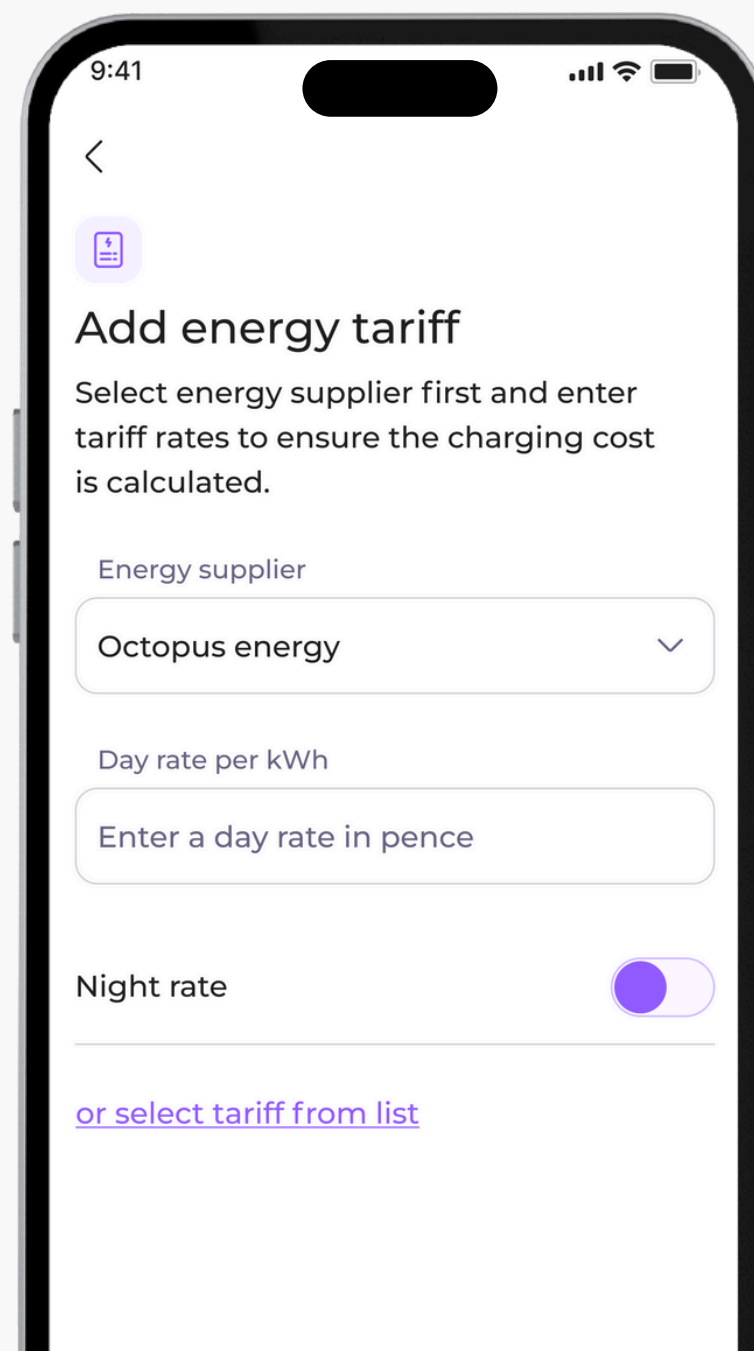 9:41
Add energy tariff
Select energy supplier first and enter
tariff rates to ensure the charging cost
is calculated.
Energy supplier
Octopus energy
Day rate per kWh
Enter a day rate in pence
Night rate
or select tariff from list